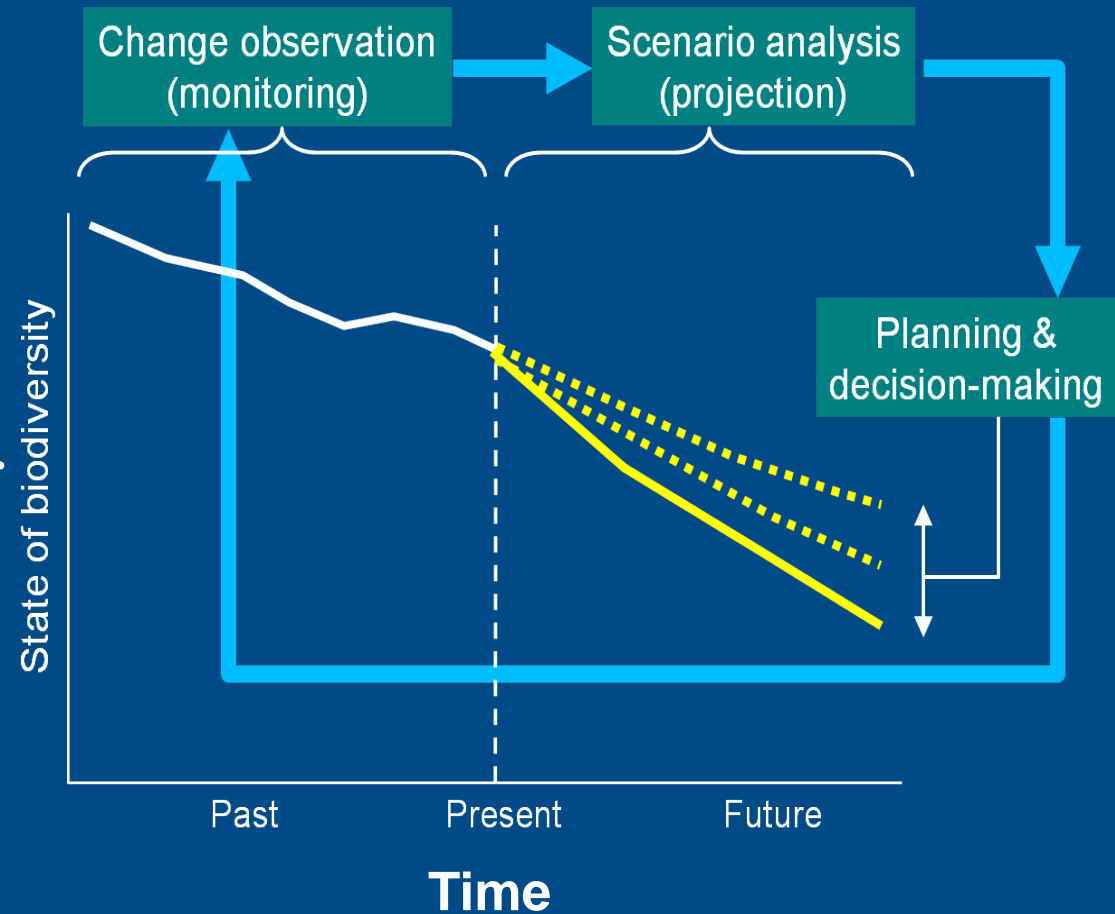 Change observation
(monitoring)
Scenario analysis
(projection)
Planning &
decision-making
State of biodiversity
Past
Present
Future
Time